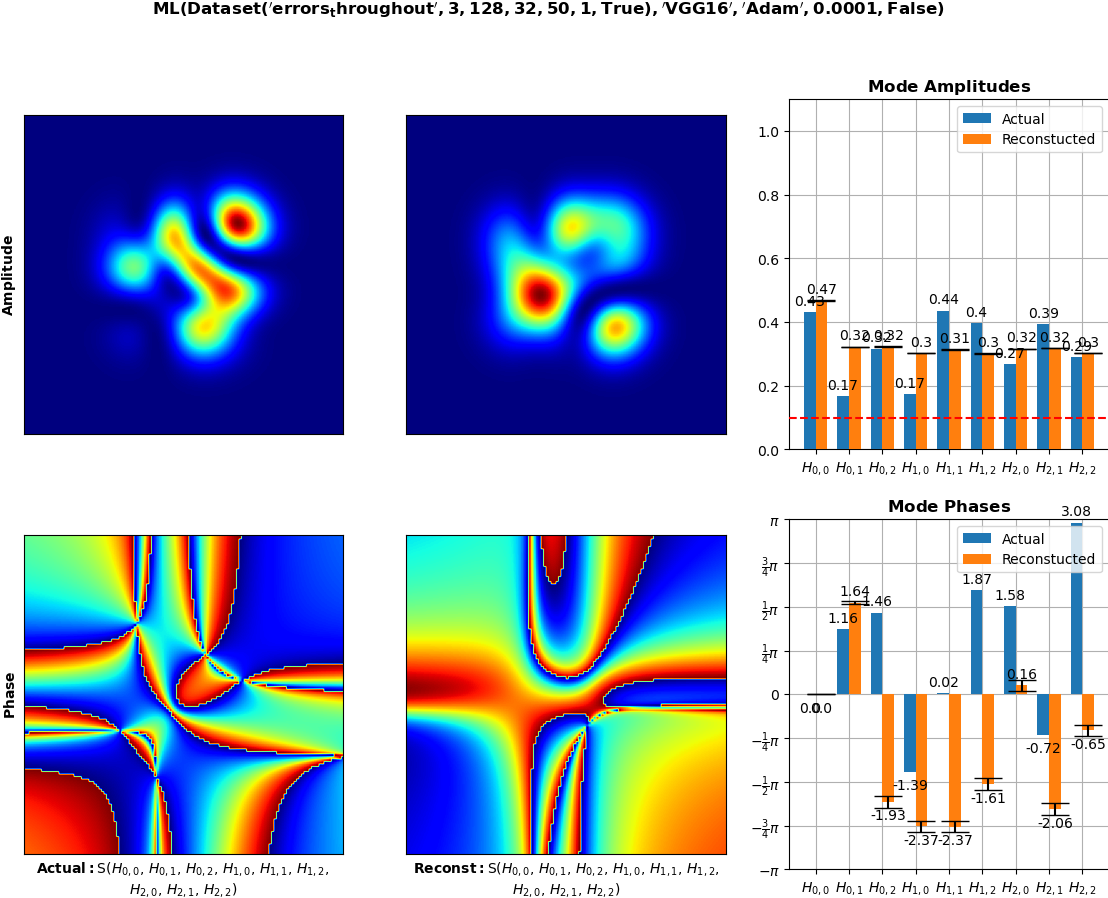 ML(Dataset('errors_throughout', 3, 128, 32, 50, 1, True), 'VGG16', 'Adam', 0.0001, False)
Amplitude
Mode Amplitudes
Actual
Reconstucted
1.0
0.8
0.6
0.4
0.2
0.0
0.43 0.47 0.17 0.32 0.32 0.32 0.17 0.3 0.44 0.31 0.4 0.3 0.27 0.32 0.39 0.32 0.29 0.3
H0,0 H0,1 H0,2 H1,0 H1,1 H1,2 H2,0 H2,1 H2,2
Phase
Mode Phases
Actual
Reconstucted
π
3/4π
1/2π
1/4π
0
−1/4π
−1/2π
−3/4π
−π
0.0 0.0 1.16 1.64 1.46 -1.93 -1.39 -2.37 0.02 -2.37 1.87 -1.61 1.58 0.16 -0.72 -2.06 3.08 -0.65
H0,0 H0,1 H0,2 H1,0 H1,1 H1,2 H2,0 H2,1 H2,2
Actual: S(H0,0, H0,1, H0,2, H1,0, H1,1, H1,2,
H2,0, H2,1, H2,2)
Reconst: S(H0,0, H0,1, H0,2, H1,0, H1,1, H1,2,
H2,0, H2,1, H2,2)